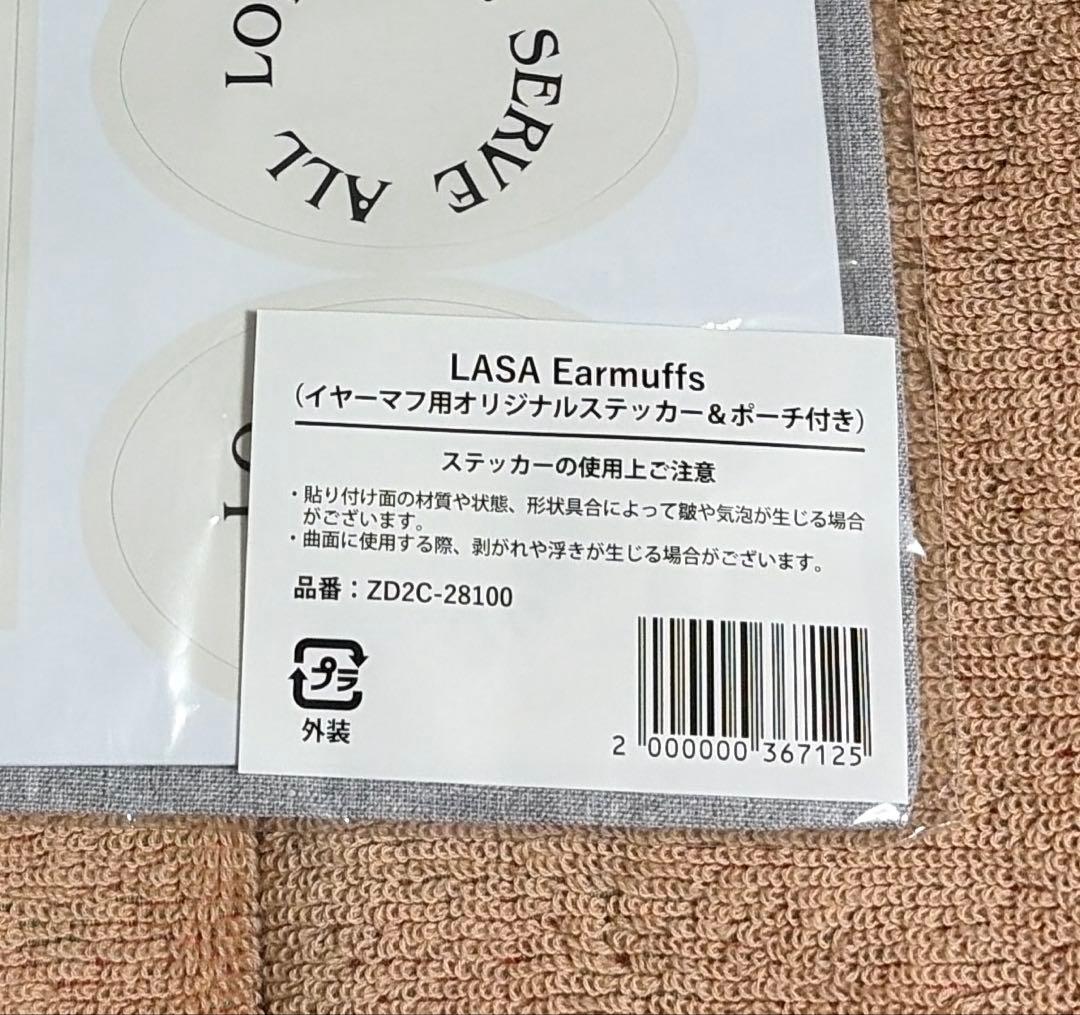 SERVE
ALL
LASA Earmuffs
(イヤーマフ用オリジナルステッカー＆ポーチ付き)
ステッカーの使用上ご注意
・貼り付け面の材質や状態、形状具合によって皺や気泡が生じる場合
がございます。
・曲面に使用する際、剥がれや浮きが生じる場合がございます。
品番：ZD2C-28100
プラ
外装
2 000000 367125